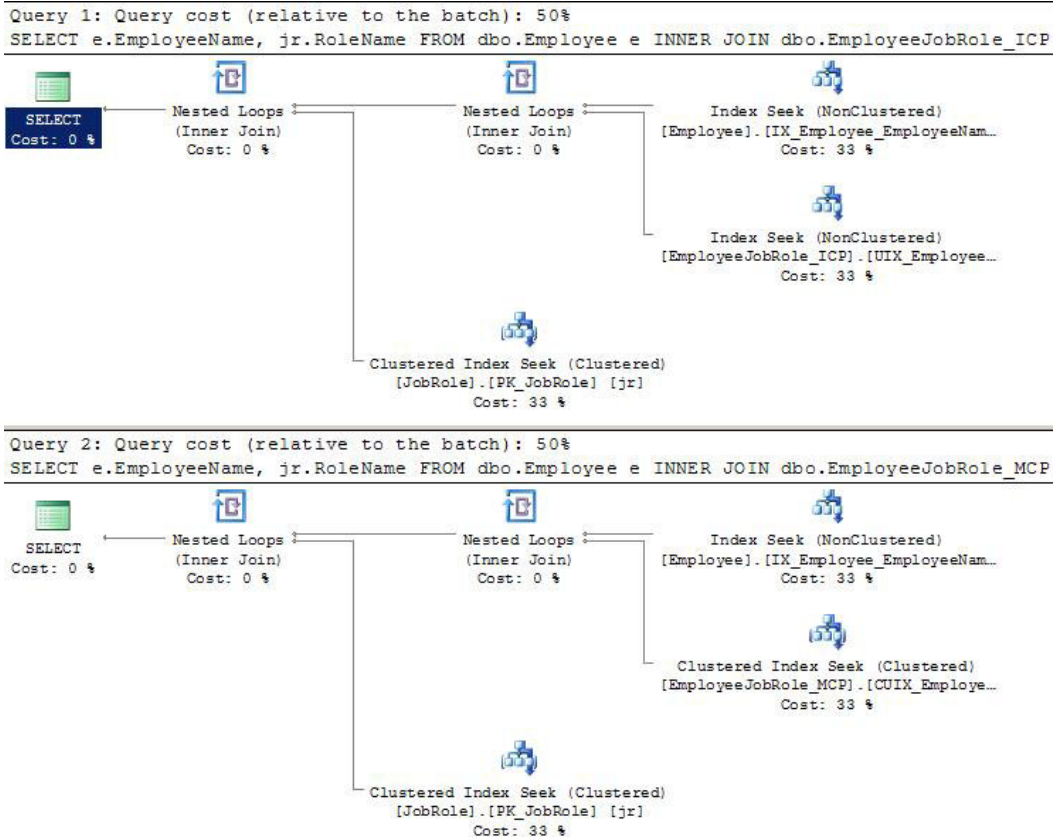 Query 1: Query cost (relative to the batch): 50%
SELECT e.EmployeeName, jr.RoleName FROM dbo.Employee e INNER JOIN dbo.EmployeeJobRole_ICP
SELECT
Cost: 0 %
Nested Loops
(Inner Join)
Cost: 0 %
Nested Loops
(Inner Join)
Cost: 0 %
Index Seek (NonClustered)
[Employee].[IX_Employee_EmployeeNam…
Cost: 33 %
Index Seek (NonClustered)
[EmployeeJobRole_ICP].[UIX_Employee…
Cost: 33 %
Clustered Index Seek (Clustered)
[JobRole].[PK_JobRole] [jr]
Cost: 33 %
Query 2: Query cost (relative to the batch): 50%
SELECT e.EmployeeName, jr.RoleName FROM dbo.Employee e INNER JOIN dbo.EmployeeJobRole_MCP
SELECT
Cost: 0 %
Nested Loops
(Inner Join)
Cost: 0 %
Nested Loops
(Inner Join)
Cost: 0 %
Index Seek (NonClustered)
[Employee].[IX_Employee_EmployeeNam…
Cost: 33 %
Clustered Index Seek (Clustered)
[EmployeeJobRole_MCP].[CUIX_Employe…
Cost: 33 %
Clustered Index Seek (Clustered)
[JobRole].[PK_JobRole] [jr]
Cost: 33 %